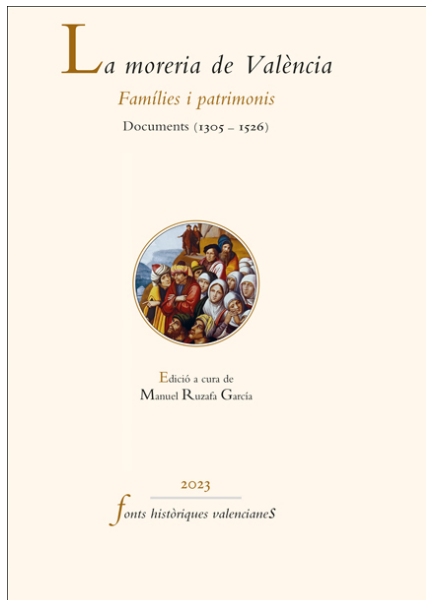 La moreria de València
Famílies i patrimonis
Documents (1305 – 1526)
Edició a cura de
Manuel Ruzafa García
2023
fonts històriques valencianeS